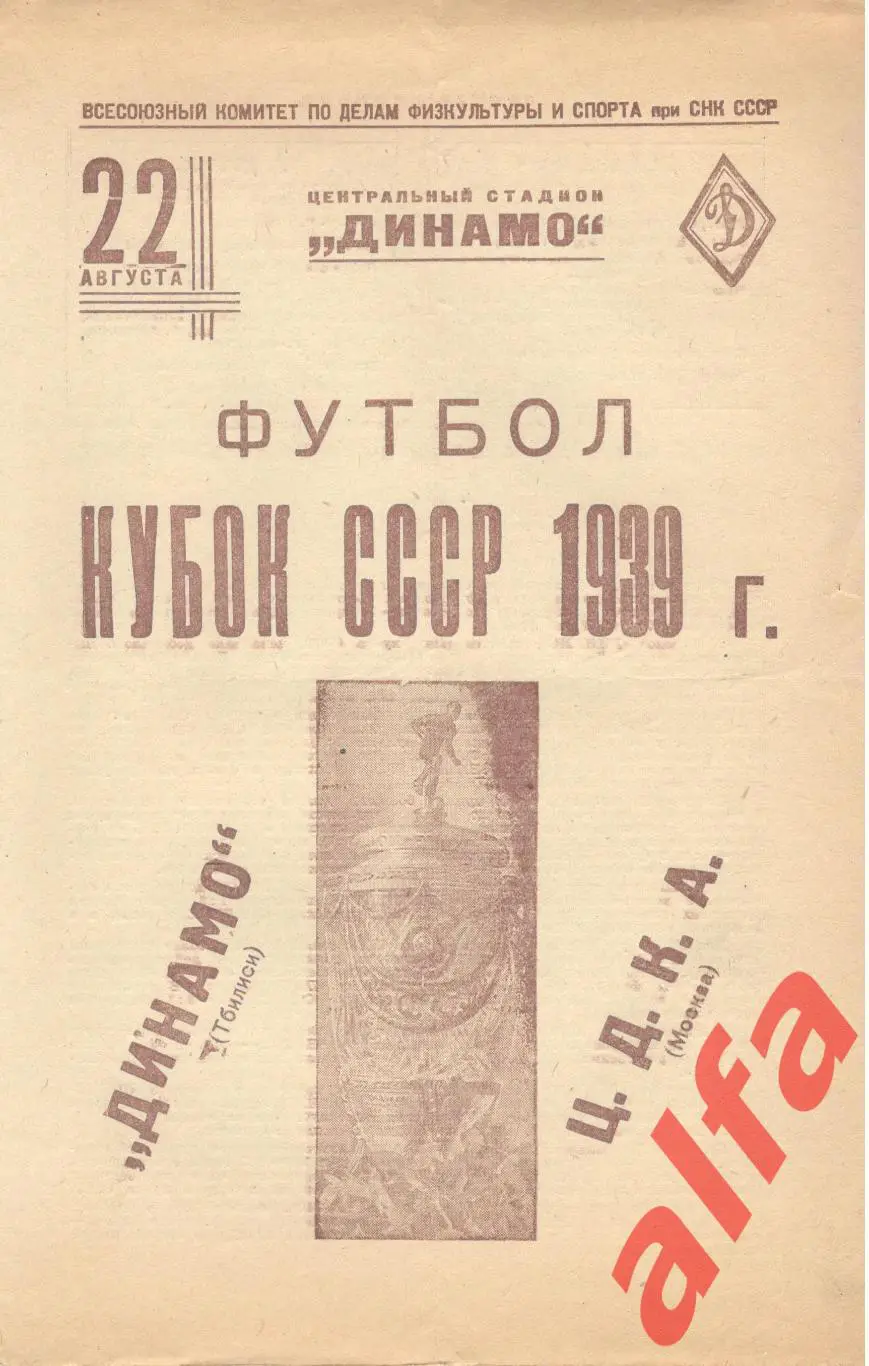 ВСЕСОЮЗНЫЙ КОМИТЕТ ПО ДЕЛАМ ФИЗКУЛЬТУРЫ И СПОРТА при СНК СССР
22
АВГУСТА
ЦЕНТРАЛЬНЫЙ СТАДИОН
„ДИНАМО“
Д
ФУТБОЛ
КУБОК СССР 1939 г.
„ДИНАМО“
(Тбилиси)
Ц. Д. К. А.
(Москва)
alfa